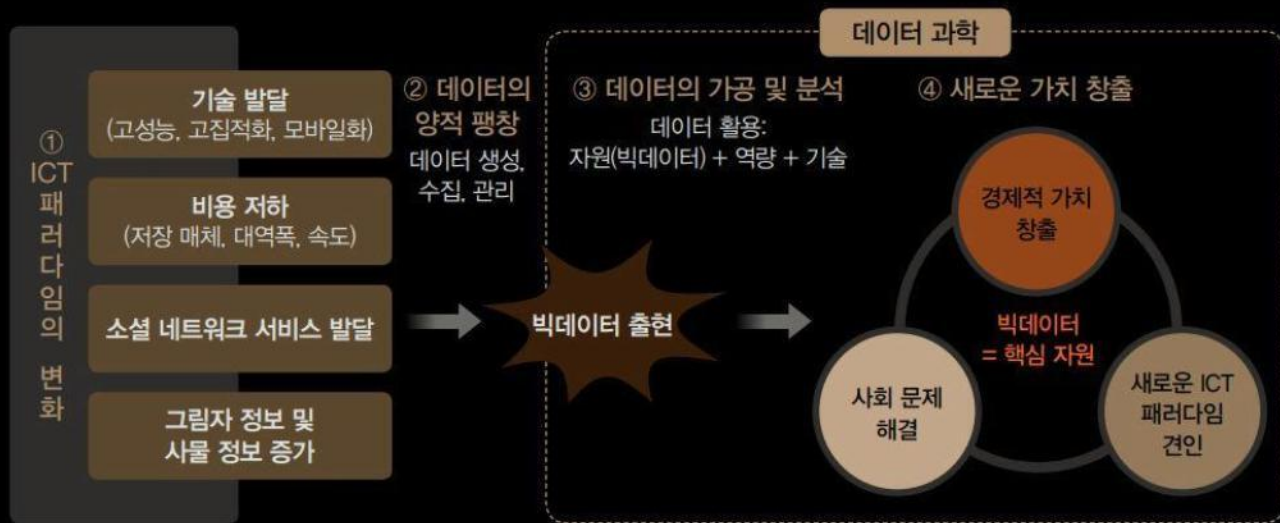 데이터 과학
①
ICT
패
러
다
임
의
변
화
기술 발달
(고성능, 고집적화, 모바일화)
비용 저하
(저장 매체, 대역폭, 속도)
소셜 네트워크 서비스 발달
그림자 정보 및
사물 정보 증가
② 데이터의
양적 팽창
데이터 생성,
수집, 관리
빅데이터 출현
③ 데이터의 가공 및 분석
데이터 활용:
자원(빅데이터) + 역량 + 기술
④ 새로운 가치 창출
경제적 가치
창출
빅데이터
= 핵심 자원
사회 문제
해결
새로운 ICT
패러다임
견인